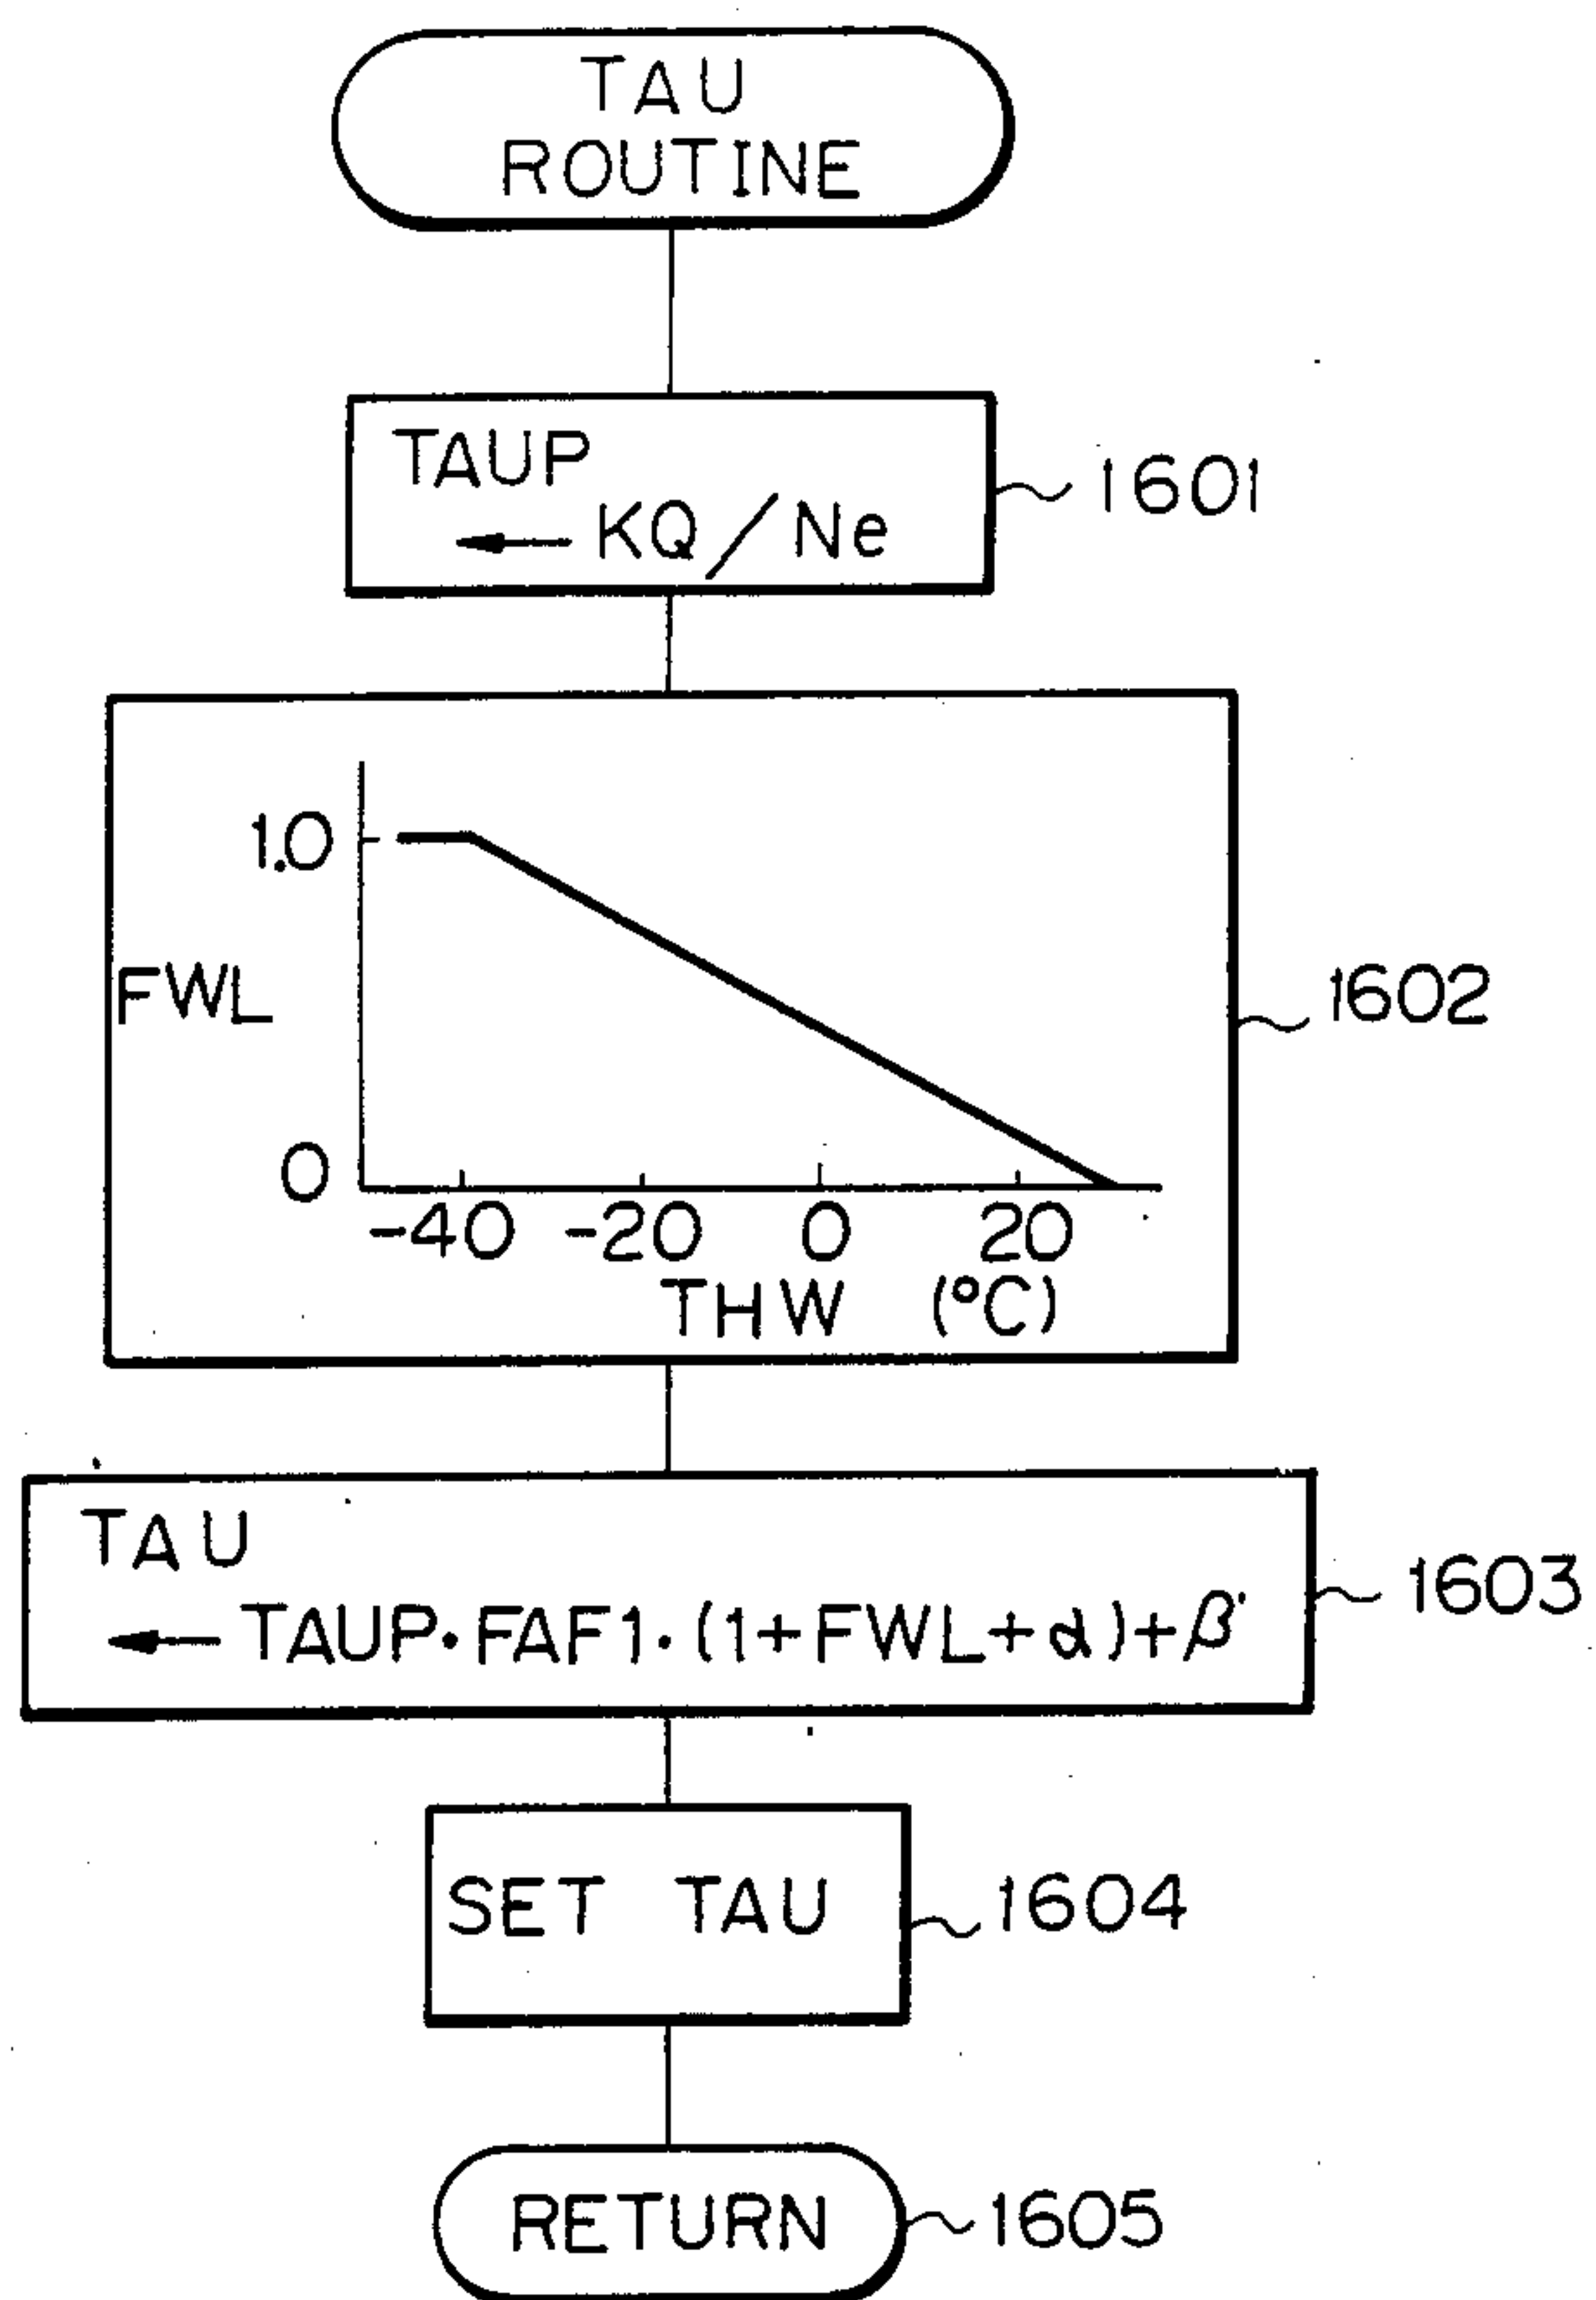 TAU
ROUTINE
TAUP
← KQ/Ne
1601
1.0
FWL
0
-40 -20 0 20
THW (°C)
1602
TAU
← TAUP·FAF1·(1+FWL+α)+β
1603
SET TAU
1604
RETURN
1605